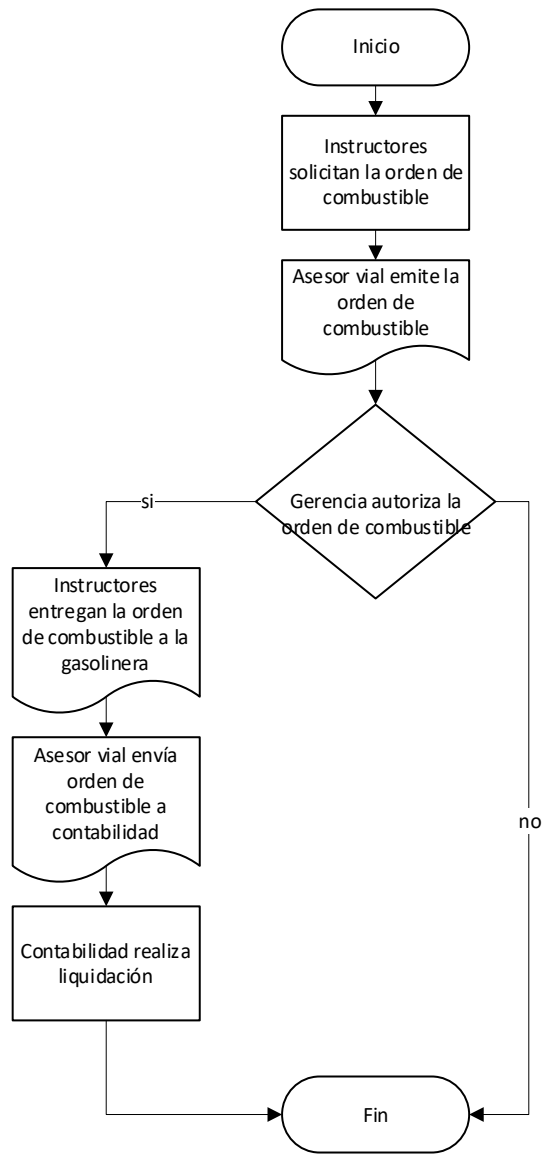 Inicio
Instructores
solicitan la orden de
combustible
Asesor vial emite la
orden de
combustible
Gerencia autoriza la
orden de combustible
si
Instructores
entregan la orden
de combustible a la
gasolinera
Asesor vial envía
orden de
combustible a
contabilidad
no
Contabilidad realiza
liquidación
Fin